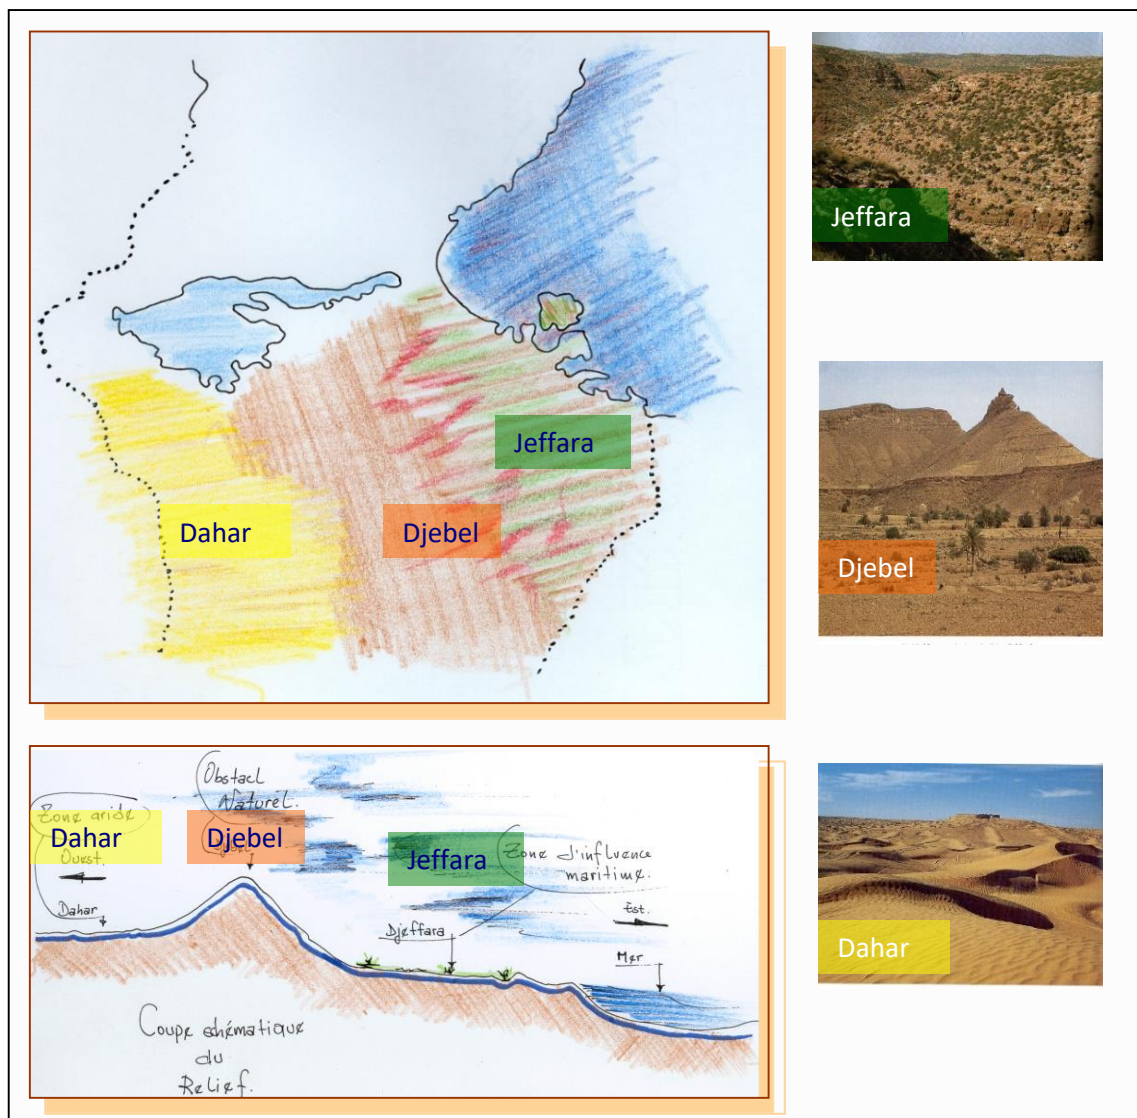 Jeffara
Jeffara
Dahar
Djebel
Djebel
Obstacl
Naturel.
Zone aride
Dahar
Djebel
Jeffara
Ouest.
Zone d'influence
maritime.
Dahar
Est.
Djeffara
Mer
Coupe schématique
du
Relief.
Dahar